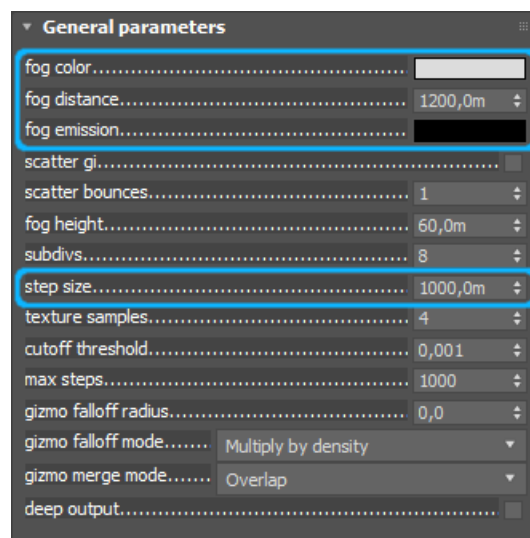 General parameters
fog color
fog distance 1200,0m
fog emission
scatter gi
scatter bounces 1
fog height 60,0m
subdivs 8
step size 1000,0m
texture samples 4
cutoff threshold 0,001
max steps 1000
gizmo falloff radius 0,0
gizmo falloff mode Multiply by density
gizmo merge mode Overlap
deep output